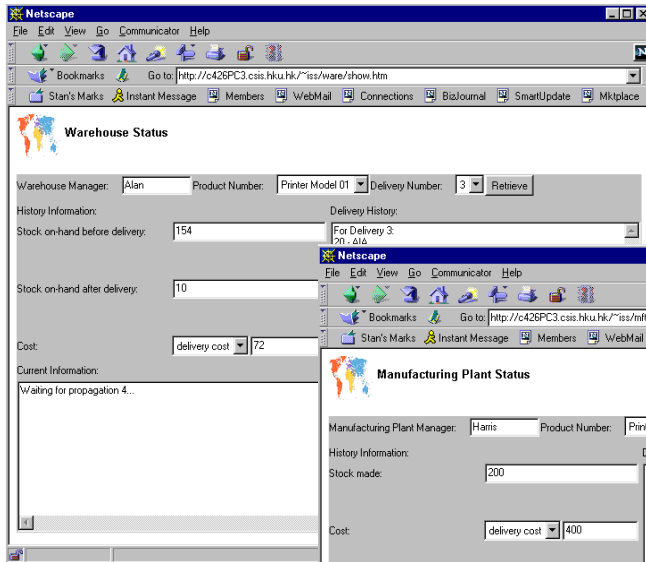 Netscape
File Edit View Go Communicator Help
Bookmarks Go to: http://c426PC3.csis.hku.hk/~iss/ware/show.htm
Stan's Marks Instant Message Members WebMail Connections BizJournal SmartUpdate Mktplace
Warehouse Status
Warehouse Manager: Alan Product Number: Printer Model 01 Delivery Number: 3 Retrieve
History Information: Delivery History:
Stock on-hand before delivery: 154 For Delivery 3:
20 - AIA
Stock on-hand after delivery: 10
Cost: delivery cost 72
Current Information:
Waiting for propagation 4...
Netscape
File Edit View Go Communicator Help
Bookmarks Go to: http://c426PC3.csis.hku.hk/~iss/mf
Stan's Marks Instant Message Members WebMail
Manufacturing Plant Status
Manufacturing Plant Manager: Harris Product Number: Print
History Information:
Stock made: 200
Cost: delivery cost 400